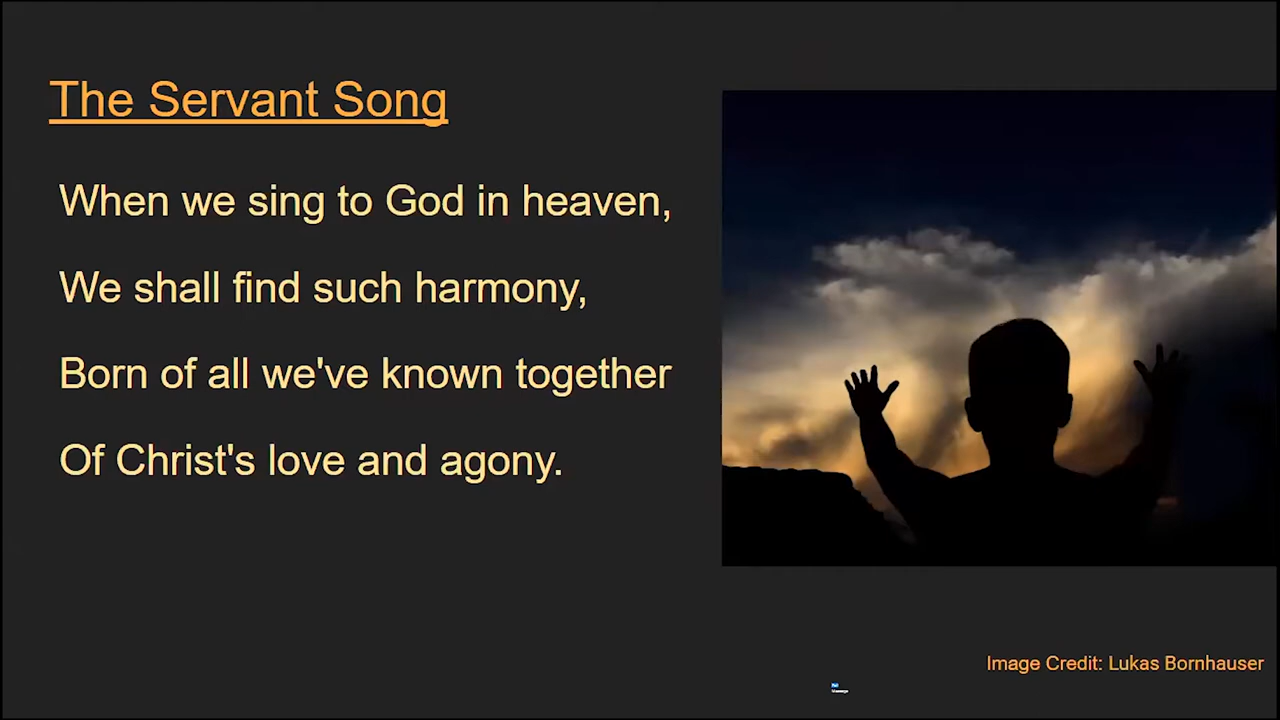 The Servant Song
When we sing to God in heaven,
We shall find such harmony,
Born of all we've known together
Of Christ's love and agony.
Image Credit: Lukas Bornhauser